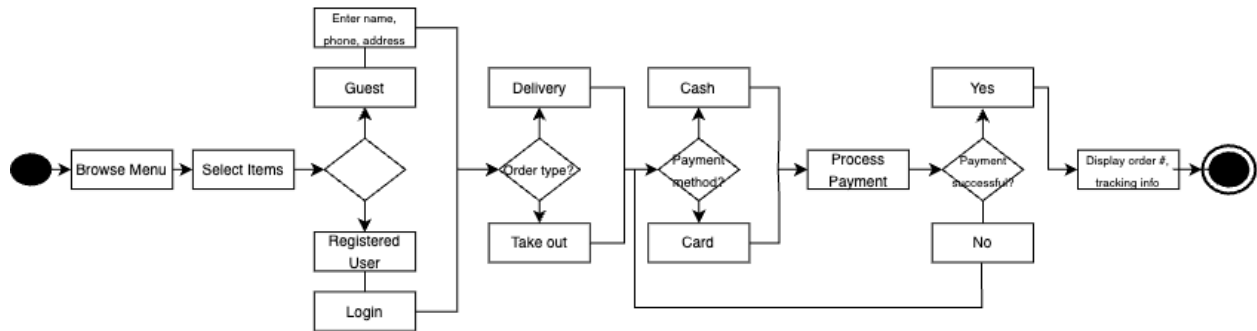 Browse Menu
Select Items
Enter name,
phone, address
Guest
Registered
User
Login
Delivery
Order type?
Take out
Cash
Payment
method?
Card
Process
Payment
Yes
Payment
successful?
No
Display order #,
tracking info